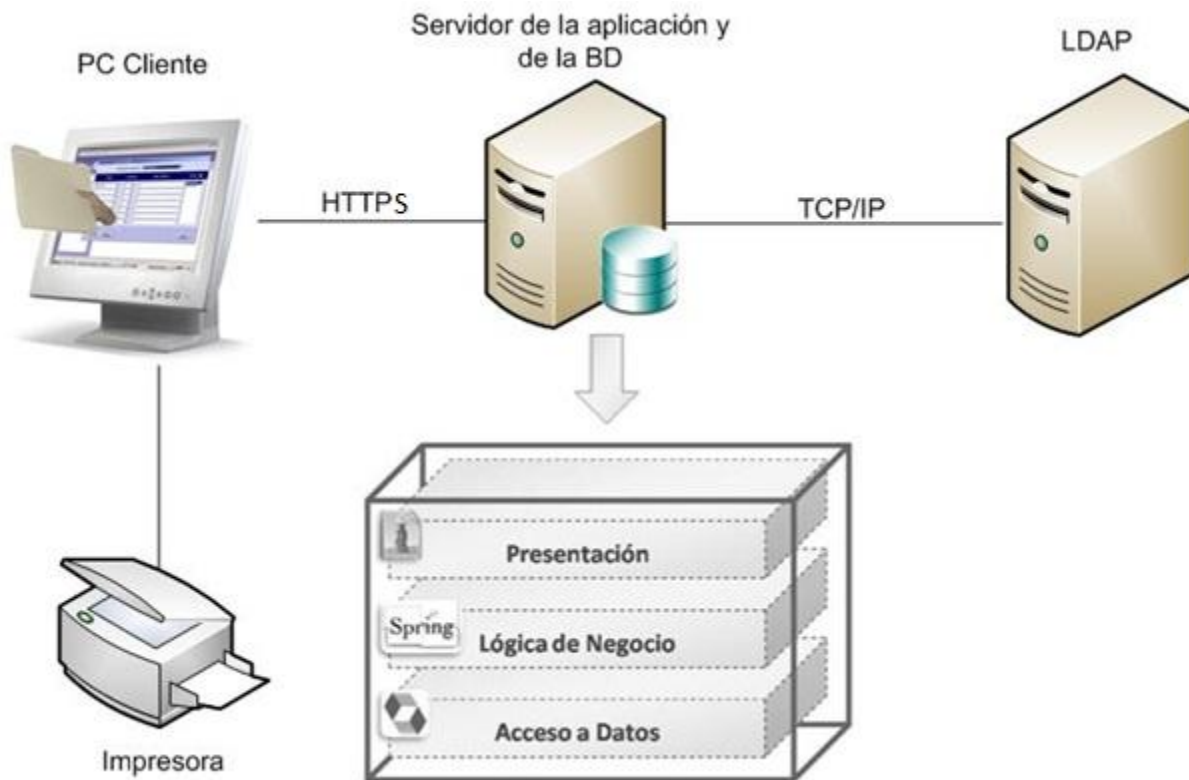 Servidor de la aplicación y
de la BD
LDAP
PC Cliente
HTTPS
TCP/IP
Presentación
Spring
Lógica de Negocio
Acceso a Datos
Impresora